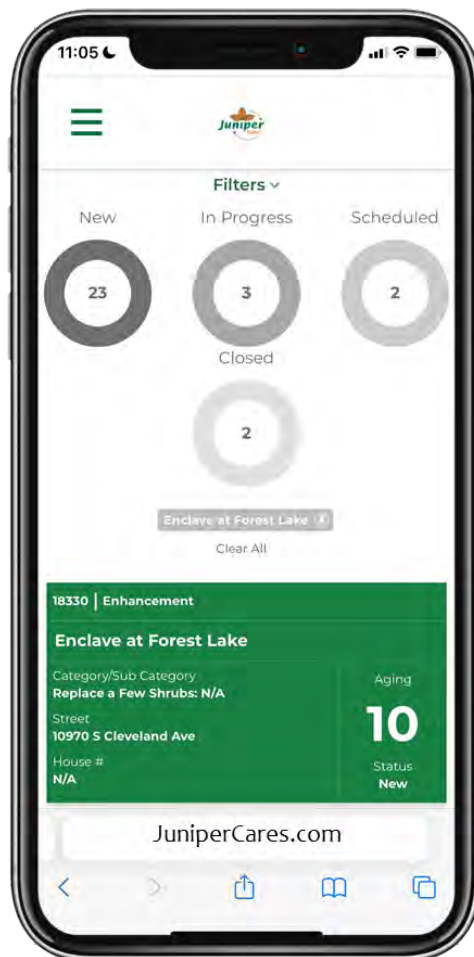 11:05
Juniper
Filters
New
In Progress
Scheduled
23
3
2
Closed
2
Enclave at Forest Lake
Clear All
18330 | Enhancement
Enclave at Forest Lake
Category/Sub Category
Replace a Few Shrubs: N/A
Street
10970 S Cleveland Ave
House #
N/A
Aging
10
Status
New
JuniperCares.com